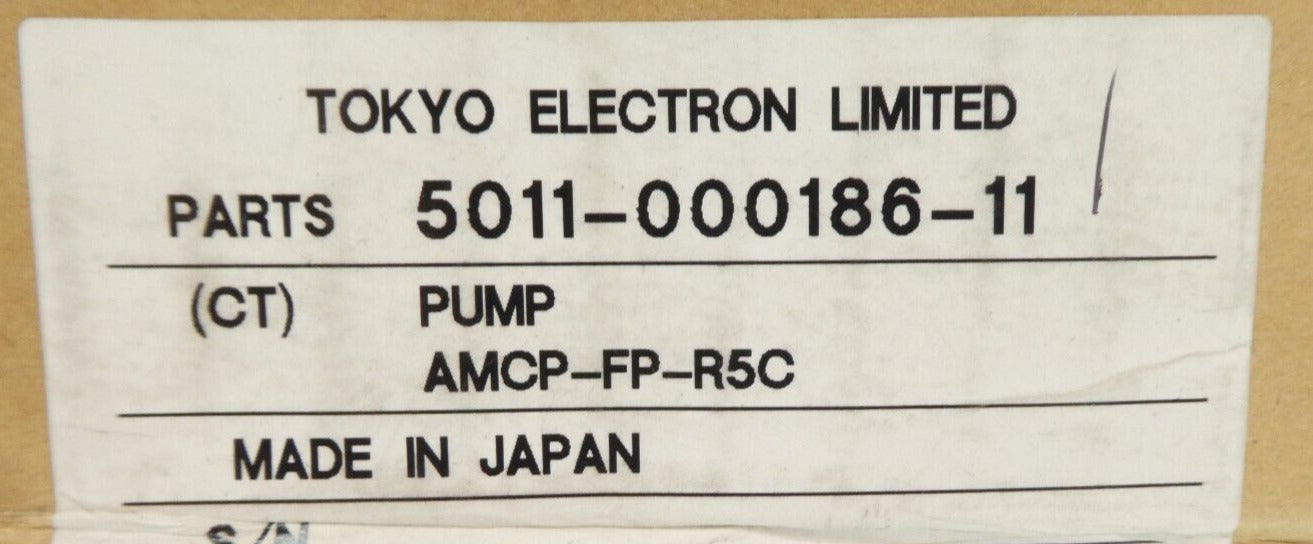 TOKYO ELECTRON LIMITED
PARTS 5011-000186-11
(CT) PUMP
AMCP-FP-R5C
MADE IN JAPAN
S/N